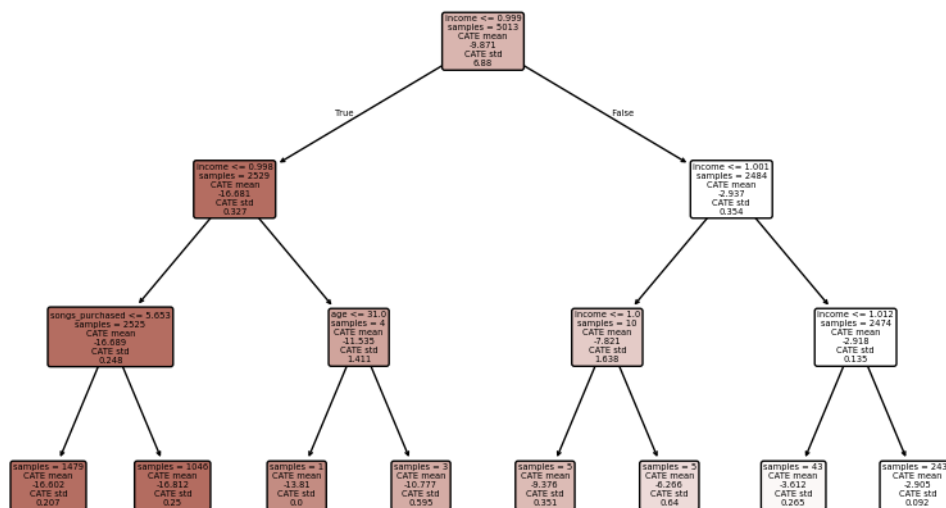 income <= 0.999
samples = 5013
CATE mean
-9.871
CATE std
6.88
True
False
income <= 0.998
samples = 2529
CATE mean
-16.681
CATE std
0.327
income <= 1.001
samples = 2484
CATE mean
-2.937
CATE std
0.354
songs_purchased <= 5.653
samples = 2525
CATE mean
-16.689
CATE std
0.248
age <= 31.0
samples = 4
CATE mean
-11.535
CATE std
1.411
income <= 1.0
samples = 10
CATE mean
-7.821
CATE std
1.638
income <= 1.012
samples = 2474
CATE mean
-2.918
CATE std
0.135
samples = 1479
CATE mean
-16.602
CATE std
0.207
samples = 1046
CATE mean
-16.812
CATE std
0.25
samples = 1
CATE mean
-13.81
CATE std
0.0
samples = 3
CATE mean
-10.777
CATE std
0.595
samples = 5
CATE mean
-9.376
CATE std
0.351
samples = 5
CATE mean
-6.266
CATE std
0.64
samples = 43
CATE mean
-3.612
CATE std
0.265
samples = 243
CATE mean
-2.905
CATE std
0.092